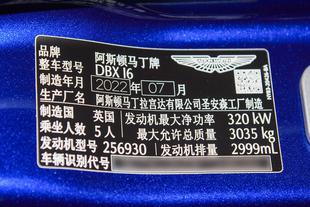 品牌 阿斯顿马丁牌
整车型号 DBX I6
制造年月 2022 年 07 月
生产厂名 阿斯顿马丁拉宫达有限公司圣安豪工厂制造
制造国 英国 发动机最大净功率 320 kW
乘坐人数 5 人 最大允许总质量 3035 kg
发动机型号 256930 发动机排量 2999mL
车辆识别代号